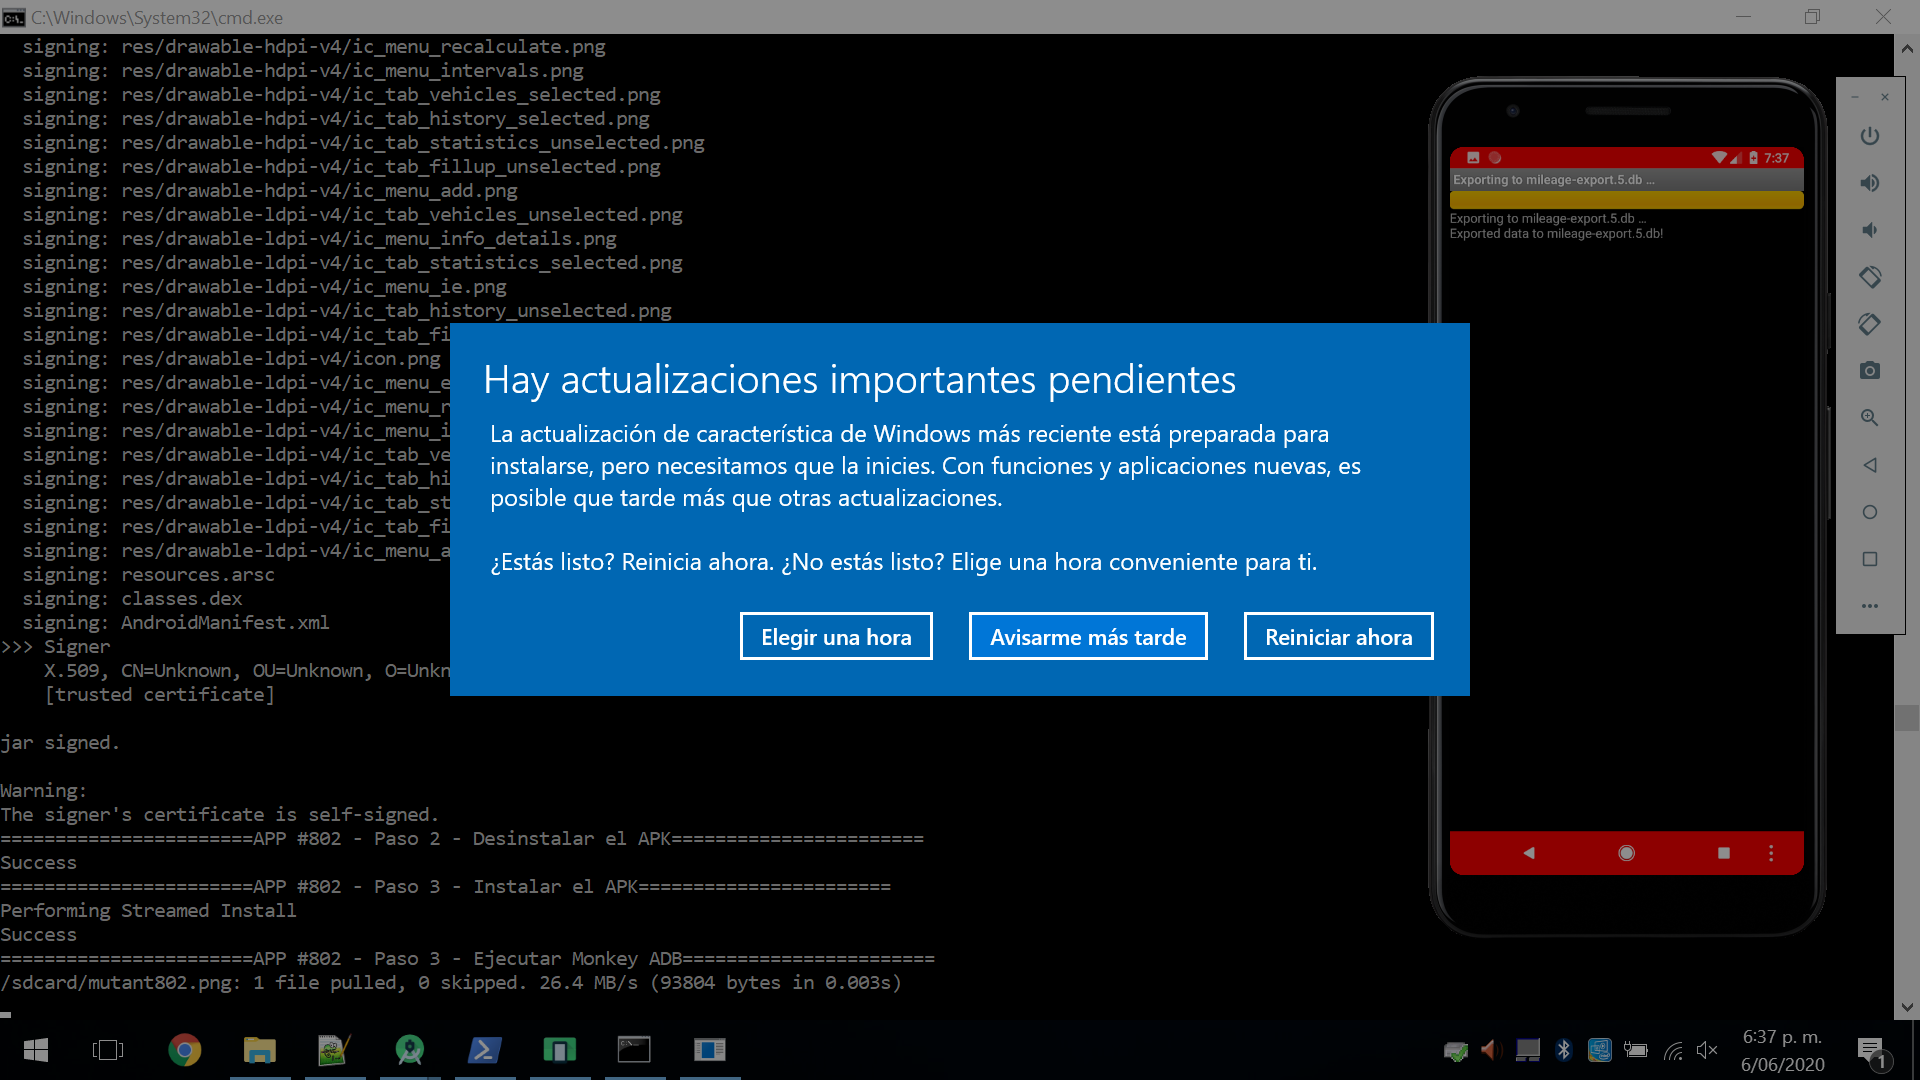 C:\Windows\System32\cmd.exe
signing: res/drawable-hdpi-v4/ic_menu_recalculate.png
signing: res/drawable-hdpi-v4/ic_menu_intervals.png
signing: res/drawable-hdpi-v4/ic_tab_vehicles_selected.png
signing: res/drawable-hdpi-v4/ic_tab_history_selected.png
signing: res/drawable-hdpi-v4/ic_tab_statistics_unselected.png
signing: res/drawable-hdpi-v4/ic_tab_fillup_unselected.png
signing: res/drawable-hdpi-v4/ic_menu_add.png
signing: res/drawable-ldpi-v4/ic_tab_vehicles_unselected.png
signing: res/drawable-ldpi-v4/ic_menu_info_details.png
signing: res/drawable-ldpi-v4/ic_tab_statistics_selected.png
signing: res/drawable-ldpi-v4/ic_menu_ie.png
signing: res/drawable-ldpi-v4/ic_tab_history_unselected.png
signing: res/drawable-ldpi-v4/ic_tab_fi
signing: res/drawable-ldpi-v4/icon.png
signing: res/drawable-ldpi-v4/ic_menu_e
signing: res/drawable-ldpi-v4/ic_menu_r
signing: res/drawable-ldpi-v4/ic_menu_i
signing: res/drawable-ldpi-v4/ic_tab_ve
signing: res/drawable-ldpi-v4/ic_tab_hi
signing: res/drawable-ldpi-v4/ic_tab_st
signing: res/drawable-ldpi-v4/ic_tab_fi
signing: res/drawable-ldpi-v4/ic_menu_a
signing: resources.arsc
signing: classes.dex
signing: AndroidManifest.xml
>>> Signer
X.509, CN=Unknown, OU=Unknown, O=Unkn
[trusted certificate]
jar signed.
Warning:
The signer's certificate is self-signed.
=======================APP #802 - Paso 2 - Desinstalar el APK=======================
Success
=======================APP #802 - Paso 3 - Instalar el APK=======================
Performing Streamed Install
Success
=======================APP #802 - Paso 3 - Ejecutar Monkey ADB=======================
/sdcard/mutant802.png: 1 file pulled, 0 skipped. 26.4 MB/s (93804 bytes in 0.003s)
Hay actualizaciones importantes pendientes
La actualización de característica de Windows más reciente está preparada para
instalarse, pero necesitamos que la inicies. Con funciones y aplicaciones nuevas, es
posible que tarde más que otras actualizaciones.
¿Estás listo? Reinicia ahora. ¿No estás listo? Elige una hora conveniente para ti.
Elegir una hora
Avisarme más tarde
Reiniciar ahora
7:37
Exporting to mileage-export.5.db ...
Exporting to mileage-export.5.db ...
Exported data to mileage-export.5.db!
6:37 p. m.
6/06/2020
1